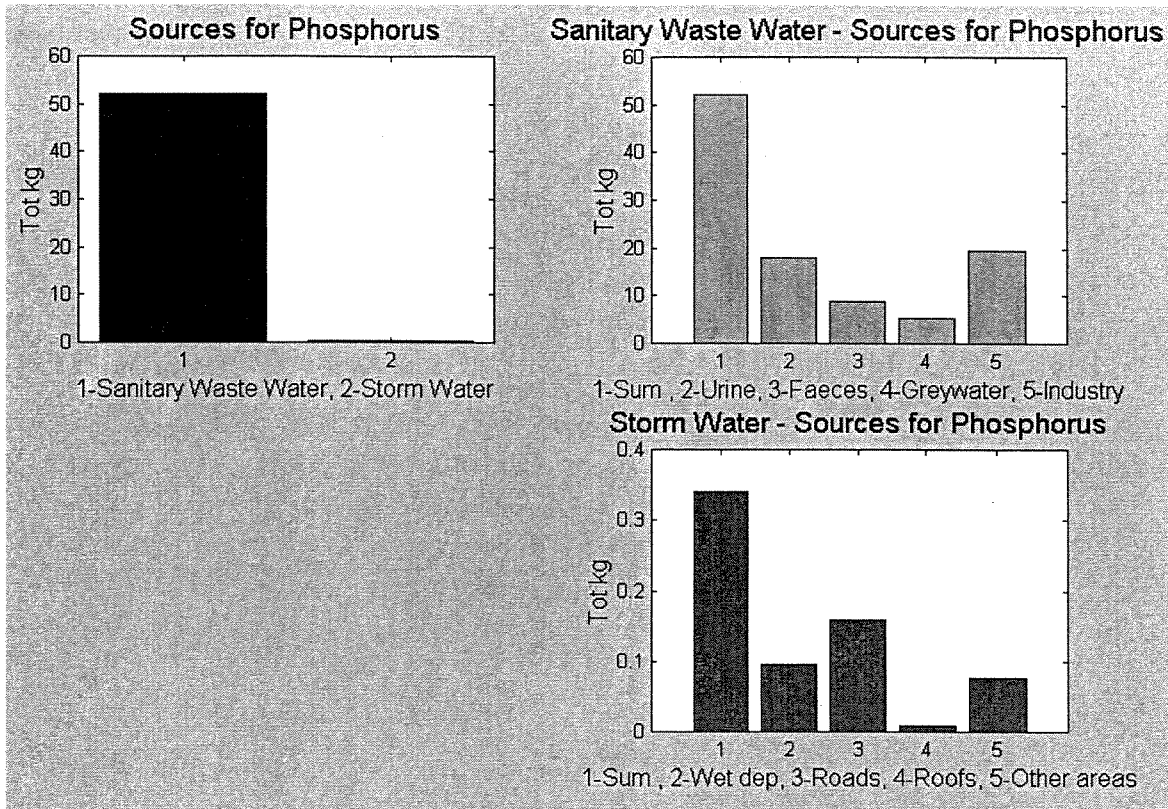 Sources for Phosphorus
60
50
40
30
20
10
0
Tot kg
1 2
1-Sanitary Waste Water, 2-Storm Water
Sanitary Waste Water - Sources for Phosphorus
60
50
40
30
20
10
0
Tot kg
1 2 3 4 5
1-Sum , 2-Urine, 3-Faeces, 4-Greywater, 5-Industry
Storm Water - Sources for Phosphorus
0.4
0.3
0.2
0.1
0
Tot kg
1 2 3 4 5
1-Sum , 2-Wet dep, 3-Roads, 4-Roofs, 5-Other areas